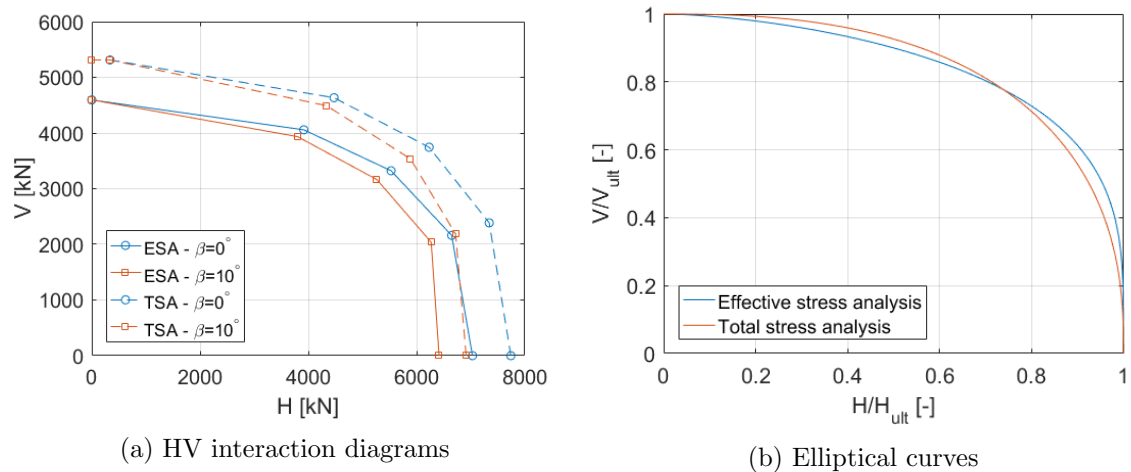 6000
5000
4000
3000
2000
1000
0
V [kN]
ESA - β=0°
ESA - β=10°
TSA - β=0°
TSA - β=10°
0 2000 4000 6000 8000
H [kN]
(a) HV interaction diagrams
1
0.8
0.6
0.4
0.2
0
V/Vult [-]
Effective stress analysis
Total stress analysis
0 0.2 0.4 0.6 0.8 1
H/Hult [-]
(b) Elliptical curves